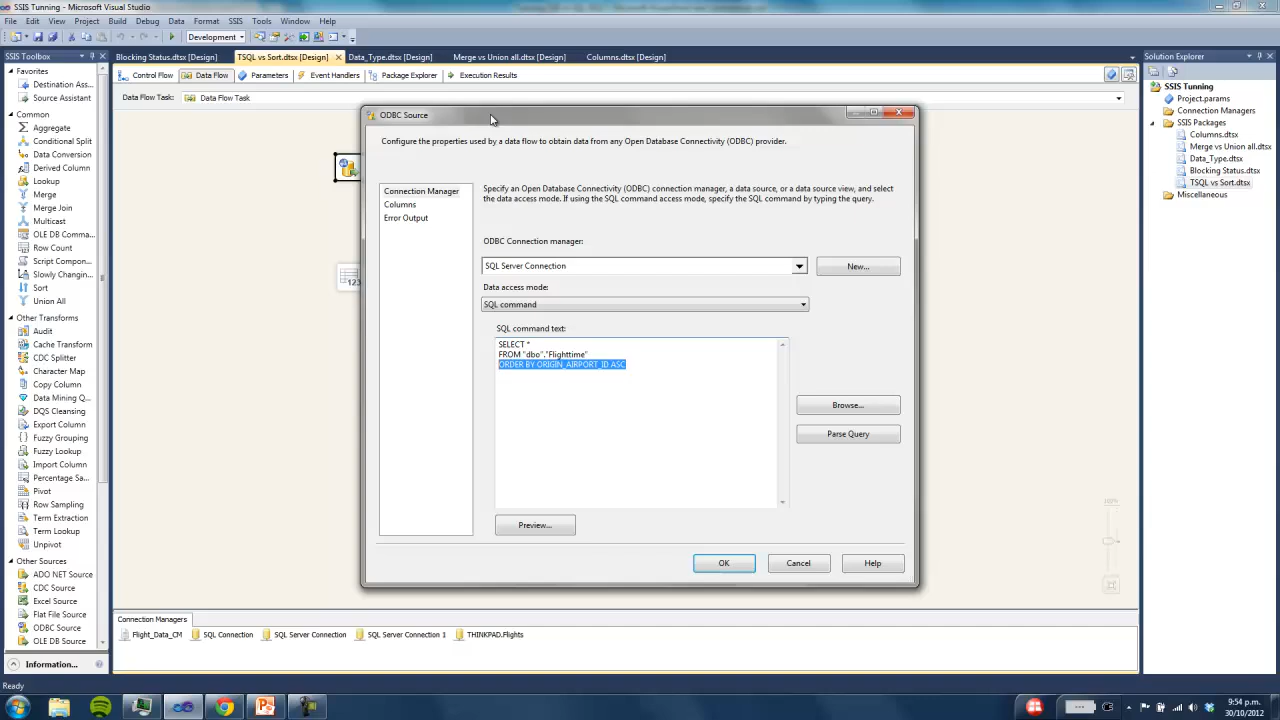 SSIS Tunning - Microsoft Visual Studio
File Edit View Project Build Debug Data Format SSIS Tools Window Help
Development
SSIS Toolbox
Favorites
Destination Ass...
Source Assistant
Common
Aggregate
Conditional Split
Data Conversion
Derived Column
Lookup
Merge
Merge Join
Multicast
OLE DB Comma...
Row Count
Script Compon...
Slowly Changin...
Sort
Union All
Other Transforms
Audit
Cache Transform
CDC Splitter
Character Map
Copy Column
Data Mining Q...
DQS Cleansing
Export Column
Fuzzy Grouping
Fuzzy Lookup
Import Column
Percentage Sa...
Pivot
Row Sampling
Term Extraction
Term Lookup
Unpivot
Other Sources
ADO NET Source
CDC Source
Excel Source
Flat File Source
ODBC Source
OLE DB Source
Information...
Blocking Status.dtsx [Design] TSQL vs Sort.dtsx [Design] Data_Type.dtsx [Design] Merge vs Union all.dtsx [Design] Columns.dtsx [Design]
Control Flow Data Flow Parameters Event Handlers Package Explorer Execution Results
Data Flow Task: Data Flow Task
123
ODBC Source
Configure the properties used by a data flow to obtain data from any Open Database Connectivity (ODBC) provider.
Connection Manager
Columns
Error Output
Specify an Open Database Connectivity (ODBC) connection manager, a data source, or a data source view, and select
the data access mode. If using the SQL command access mode, specify the SQL command by typing the query.
ODBC Connection manager:
SQL Server Connection
New...
Data access mode:
SQL command
SQL command text:
SELECT *
FROM "dbo"."Flighttime"
ORDER BY ORIGIN_AIRPORT_ID ASC
Browse...
Parse Query
Preview...
OK Cancel Help
100%
Connection Managers
Flight_Data_CM SQL Connection SQL Server Connection SQL Server Connection 1 THINKPAD.Flights
Solution Explorer
SSIS Tunning
Project.params
Connection Managers
SSIS Packages
Columns.dtsx
Merge vs Union all.dtsx
Data_Type.dtsx
Blocking Status.dtsx
TSQL vs Sort.dtsx
Miscellaneous
Ready
9:54 p.m.
30/10/2012